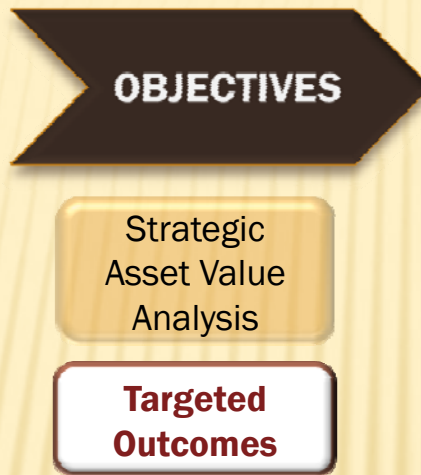 OBJECTIVES
Strategic
Asset Value
Analysis
Targeted
Outcomes